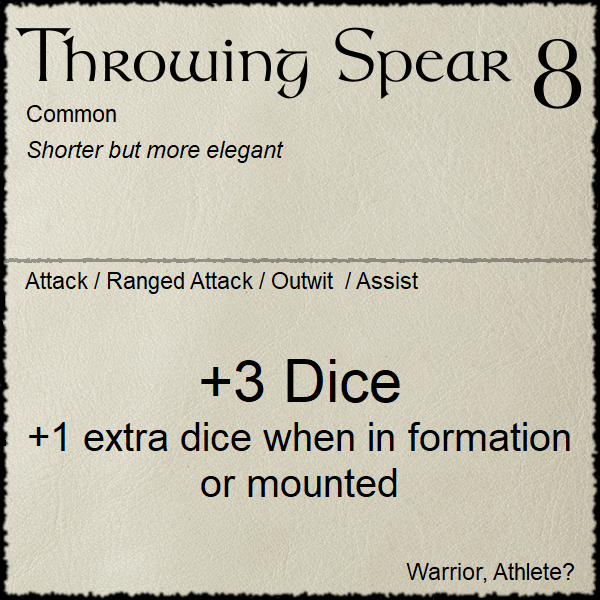 Throwing Spear 8
Common
Shorter but more elegant
Attack / Ranged Attack / Outwit / Assist
+3 Dice
+1 extra dice when in formation
or mounted
Warrior, Athlete?